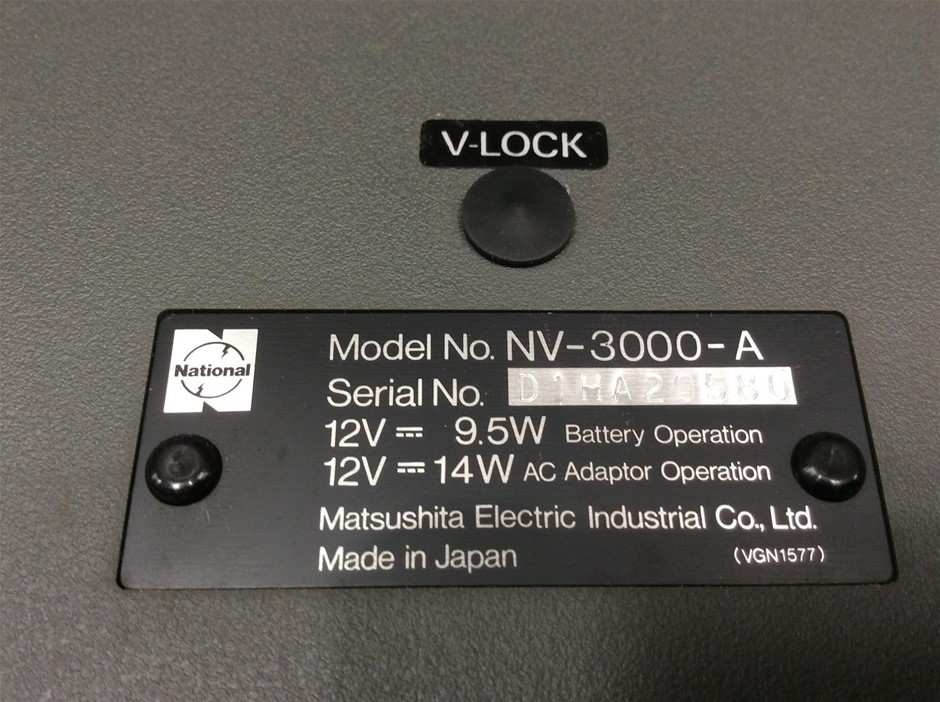 V-LOCK
National
Model No. NV-3000-A
Serial No.
12V ⎓ 9.5W Battery Operation
12V ⎓ 14W AC Adaptor Operation
Matsushita Electric Industrial Co., Ltd.
Made in Japan (VGN1577)